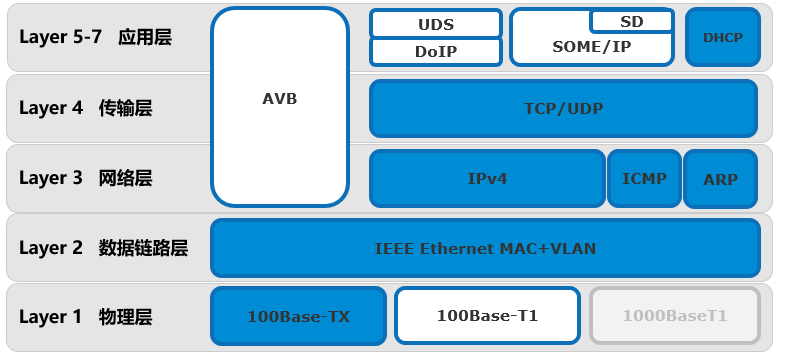 Layer 5-7 应用层
AVB
UDS
DoIP
SD
SOME/IP
DHCP
Layer 4 传输层
TCP/UDP
Layer 3 网络层
IPv4
ICMP
ARP
Layer 2 数据链路层
IEEE Ethernet MAC+VLAN
Layer 1 物理层
100Base-TX
100Base-T1
1000BaseT1